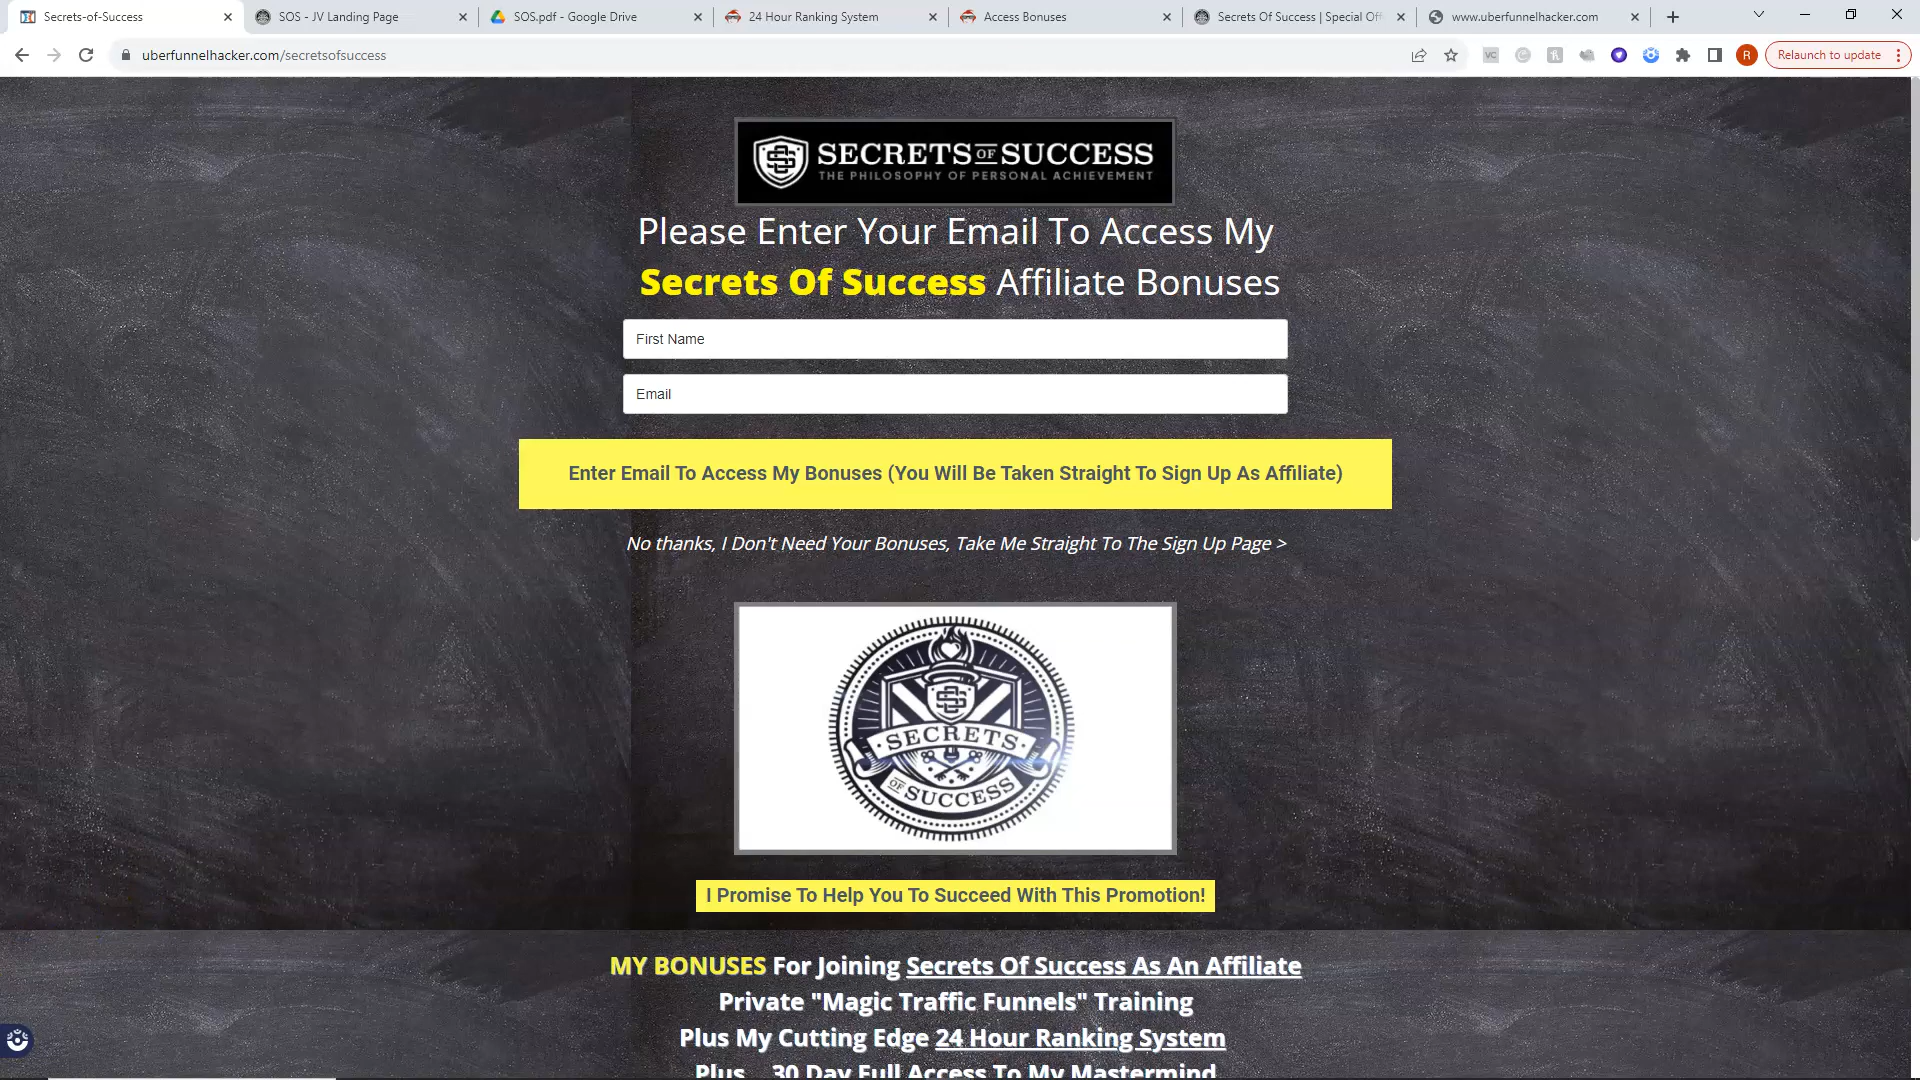 Secrets-of-Success
SOS - JV Landing Page
SOS.pdf - Google Drive
24 Hour Ranking System
Access Bonuses
Secrets Of Success | Special Off
www.uberfunnelhacker.com
uberfunnelhacker.com/secretsofsuccess
VC
R
Relaunch to update
SECRETS OF SUCCESS
THE PHILOSOPHY OF PERSONAL ACHIEVEMENT
Please Enter Your Email To Access My
Secrets Of Success Affiliate Bonuses
First Name
Email
Enter Email To Access My Bonuses (You Will Be Taken Straight To Sign Up As Affiliate)
No thanks, I Don't Need Your Bonuses, Take Me Straight To The Sign Up Page >
SECRETS
OF SUCCESS
I Promise To Help You To Succeed With This Promotion!
MY BONUSES For Joining Secrets Of Success As An Affiliate
Private "Magic Traffic Funnels" Training
Plus My Cutting Edge 24 Hour Ranking System
Plus... 30 Day Full Access To My Mastermind